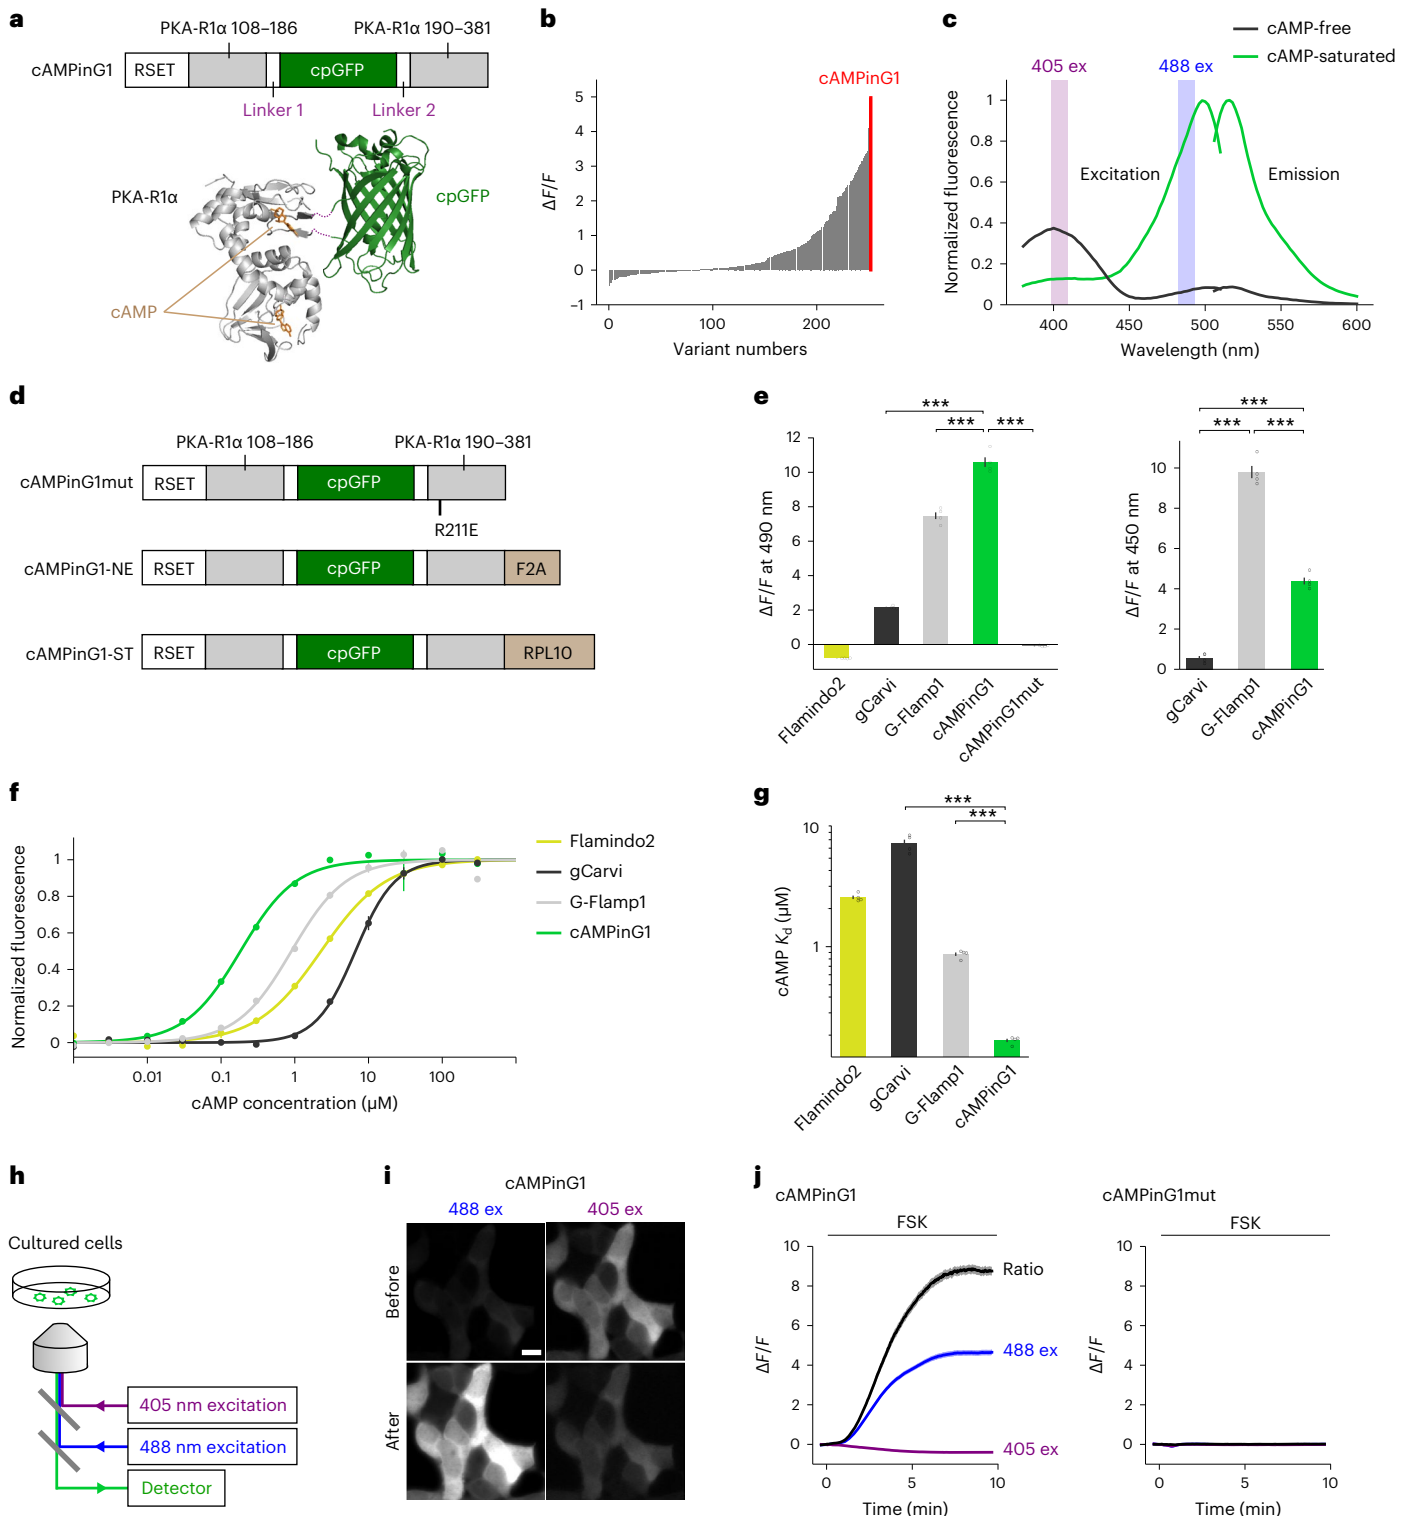 a
PKA-R1α 108–186
PKA-R1α 190–381
cAMPinG1
RSET
cpGFP
Linker 1
Linker 2
PKA-R1α
cpGFP
cAMP
b
cAMPinG1
ΔF/F
5
4
3
2
1
0
–1
0
100
200
Variant numbers
c
cAMP-free
cAMP-saturated
405 ex
488 ex
Normalized fluorescence
1
0.8
0.6
0.4
0.2
0
Excitation
Emission
400
450
500
550
600
Wavelength (nm)
d
PKA-R1α 108–186
PKA-R1α 190–381
cAMPinG1mut
RSET
cpGFP
R211E
cAMPinG1-NE
RSET
cpGFP
F2A
cAMPinG1-ST
RSET
cpGFP
RPL10
e
***
***
***
ΔF/F at 490 nm
12
10
8
6
4
2
0
Flamindo2
gCarvi
G-Flamp1
cAMPinG1
cAMPinG1mut
***
***
***
ΔF/F at 450 nm
10
8
6
4
2
0
gCarvi
G-Flamp1
cAMPinG1
f
Normalized fluorescence
1
0.8
0.6
0.4
0.2
0
0.01
0.1
1
10
100
cAMP concentration (µM)
Flamindo2
gCarvi
G-Flamp1
cAMPinG1
g
***
***
cAMP Kd (µM)
10
1
Flamindo2
gCarvi
G-Flamp1
cAMPinG1
h
Cultured cells
405 nm excitation
488 nm excitation
Detector
i
cAMPinG1
488 ex
405 ex
Before
After
j
cAMPinG1
FSK
ΔF/F
10
8
6
4
2
0
Ratio
488 ex
405 ex
0
5
10
Time (min)
cAMPinG1mut
FSK
ΔF/F
10
8
6
4
2
0
0
5
10
Time (min)